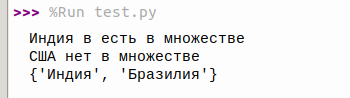 >>> %Run test.py
Индия в есть в множестве
США нет в множестве
{'Индия', 'Бразилия'}